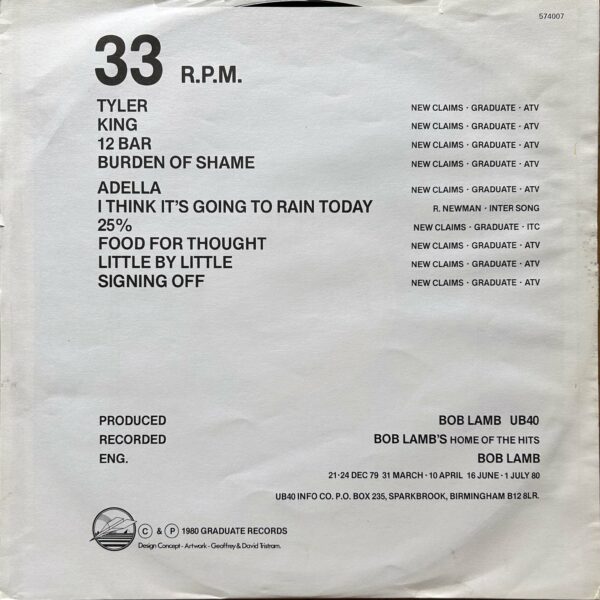 574007
33 R.P.M.
TYLER NEW CLAIMS · GRADUATE · ATV
KING NEW CLAIMS · GRADUATE · ATV
12 BAR NEW CLAIMS · GRADUATE · ATV
BURDEN OF SHAME NEW CLAIMS · GRADUATE · ATV
ADELLA NEW CLAIMS · GRADUATE · ATV
I THINK IT'S GOING TO RAIN TODAY R. NEWMAN · INTER SONG
25% NEW CLAIMS · GRADUATE · ITC
FOOD FOR THOUGHT NEW CLAIMS · GRADUATE · ATV
LITTLE BY LITTLE NEW CLAIMS · GRADUATE · ATV
SIGNING OFF NEW CLAIMS · GRADUATE · ATV
PRODUCED BOB LAMB UB40
RECORDED BOB LAMB'S HOME OF THE HITS
ENG. BOB LAMB
21·24 DEC 79 31 MARCH · 10 APRIL 16 JUNE · 1 JULY 80
UB40 INFO CO. P.O. BOX 235, SPARKBROOK, BIRMINGHAM B12 8LR.
© & ℗ 1980 GRADUATE RECORDS
Design Concept · Artwork · Geoffrey & David Tristram.